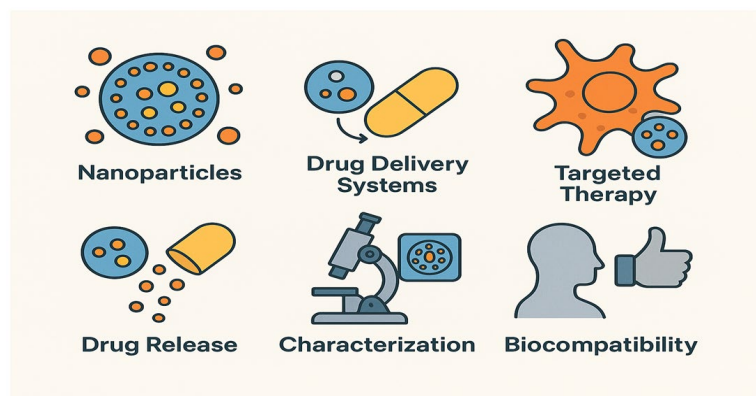 Nanoparticles
Drug Delivery
Systems
Targeted
Therapy
Drug Release
Characterization
Biocompatibility